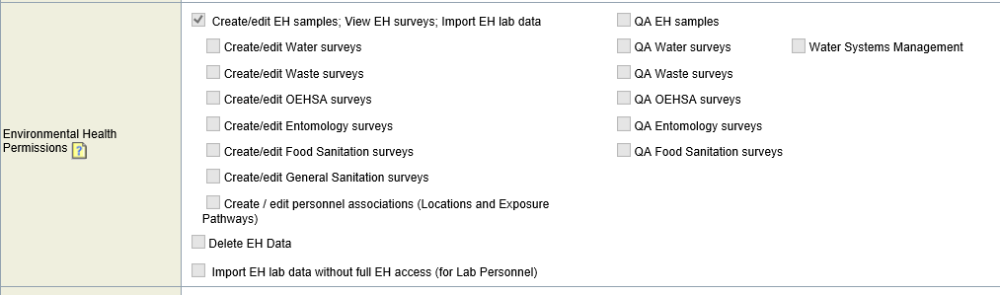 Create/edit EH samples; View EH surveys; Import EH lab data
QA EH samples
Create/edit Water surveys
QA Water surveys
Water Systems Management
Create/edit Waste surveys
QA Waste surveys
Create/edit OEHSA surveys
QA OEHSA surveys
Create/edit Entomology surveys
QA Entomology surveys
Environmental Health
Permissions ?
Create/edit Food Sanitation surveys
QA Food Sanitation surveys
Create/edit General Sanitation surveys
Create / edit personnel associations (Locations and Exposure
Pathways)
Delete EH Data
Import EH lab data without full EH access (for Lab Personnel)